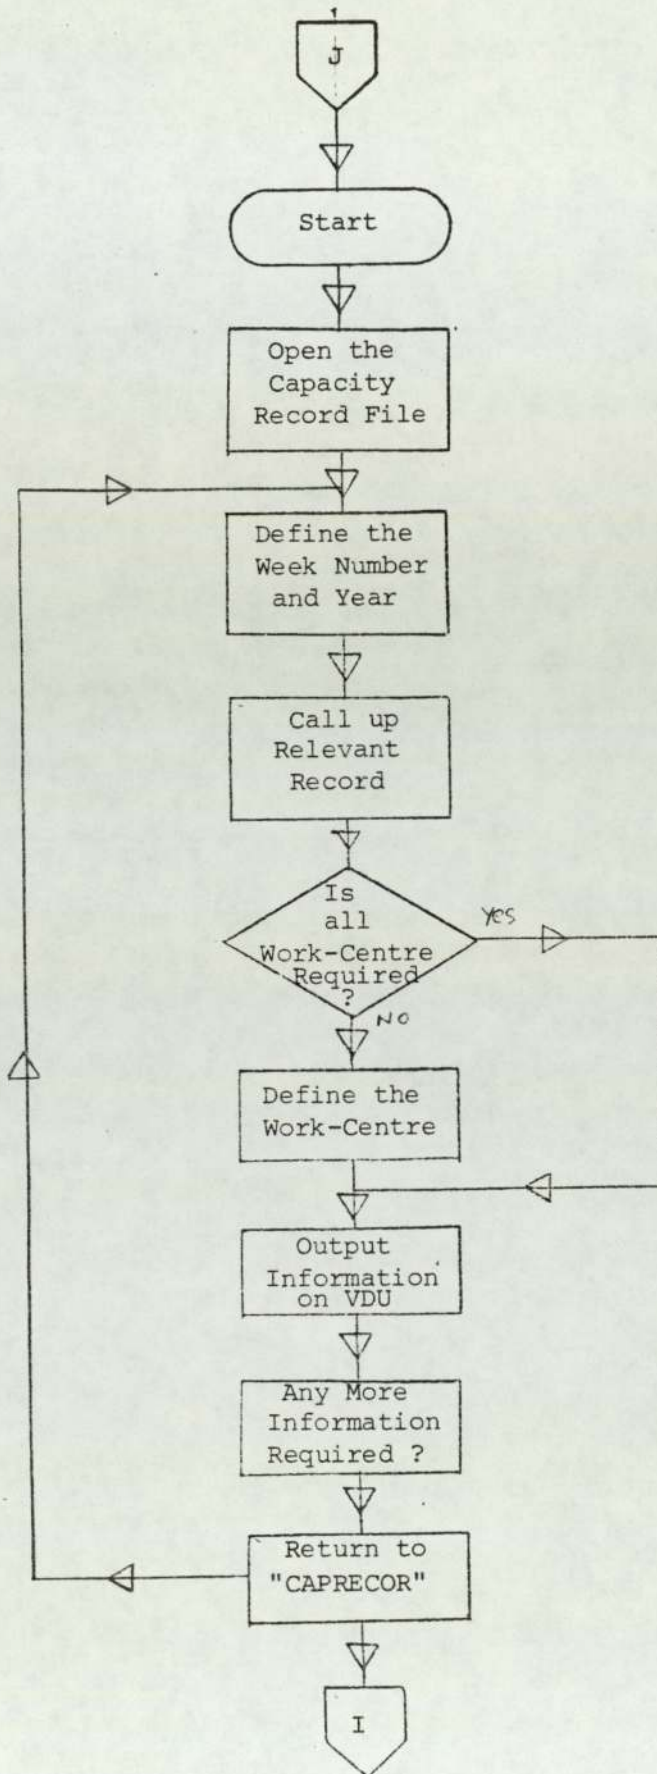 1
J
Start
Open the
Capacity
Record File
Define the
Week Number
and Year
Call up
Relevant
Record
Is
all
Work-Centre
Required
?
Yes
NO
Define the
Work-Centre
Output
Information
on VDU
Any More
Information
Required ?
Return to
"CAPRECOR"
I